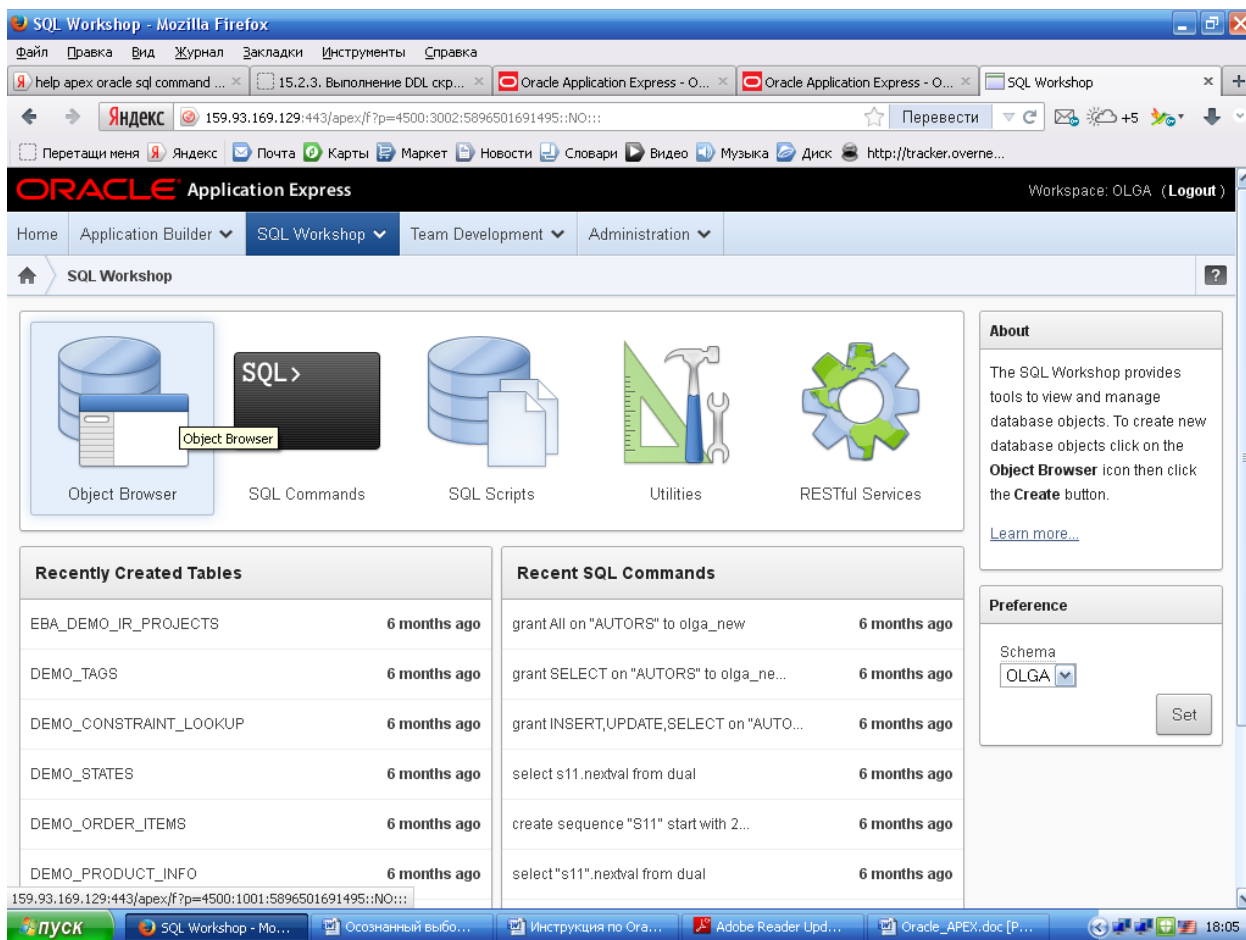 SQL Workshop - Mozilla Firefox
Файл Правка Вид Журнал Закладки Инструменты Справка
help apex oracle sql command ... 15.2.3. Выполнение DDL скр... Oracle Application Express - O... Oracle Application Express - O... SQL Workshop
Яндекс 159.93.169.129:443/apex/f?p=4500:3002:5896501691495::NO::: Перевести +5
Перетащи меня Яндекс Почта Карты Маркет Новости Словари Видео Музыка Диск http://tracker.overne...
ORACLE Application Express Workspace: OLGA (Logout)
Home Application Builder SQL Workshop Team Development Administration
SQL Workshop ?
SQL>
Object Browser
Object Browser SQL Commands SQL Scripts Utilities RESTful Services
About
The SQL Workshop provides
tools to view and manage
database objects. To create new
database objects click on the
Object Browser icon then click
the Create button.
Learn more...
Recently Created Tables
EBA_DEMO_IR_PROJECTS 6 months ago
DEMO_TAGS 6 months ago
DEMO_CONSTRAINT_LOOKUP 6 months ago
DEMO_STATES 6 months ago
DEMO_ORDER_ITEMS 6 months ago
DEMO_PRODUCT_INFO 6 months ago
Recent SQL Commands
grant All on "AUTORS" to olga_new 6 months ago
grant SELECT on "AUTORS" to olga_ne... 6 months ago
grant INSERT,UPDATE,SELECT on "AUTO... 6 months ago
select s11.nextval from dual 6 months ago
create sequence "S11" start with 2... 6 months ago
select "s11".nextval from dual 6 months ago
Preference
Schema
OLGA
Set
159.93.169.129:443/apex/f?p=4500:1001:5896501691495::NO:::
пуск SQL Workshop - Mo... Осознанный выбо... Инструкция по Ora... Adobe Reader Upd... Oracle_APEX.doc [P... 18:05